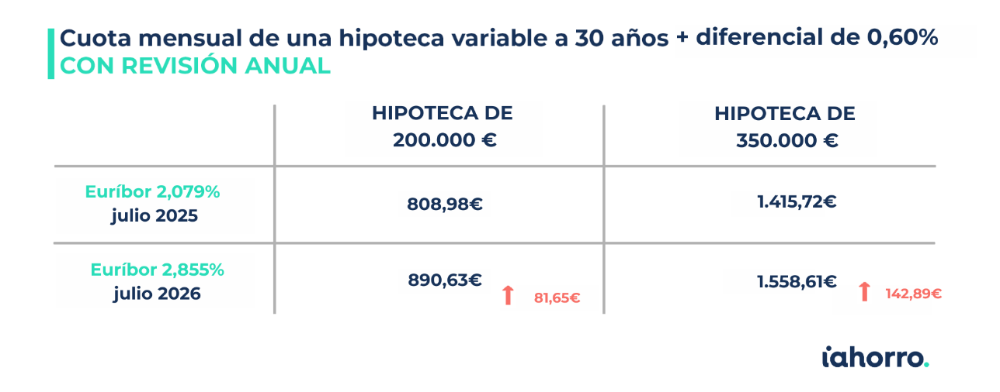 Cuota mensual de una hipoteca variable a 30 años + diferencial de 0,60%
CON REVISIÓN ANUAL
HIPOTECA DE
200.000 €
HIPOTECA DE
350.000 €
Euríbor 2,079%
julio 2025
808,98€
1.415,72€
Euríbor 2,855%
julio 2026
890,63€
81,65€
1.558,61€
142,89€
iahorro.